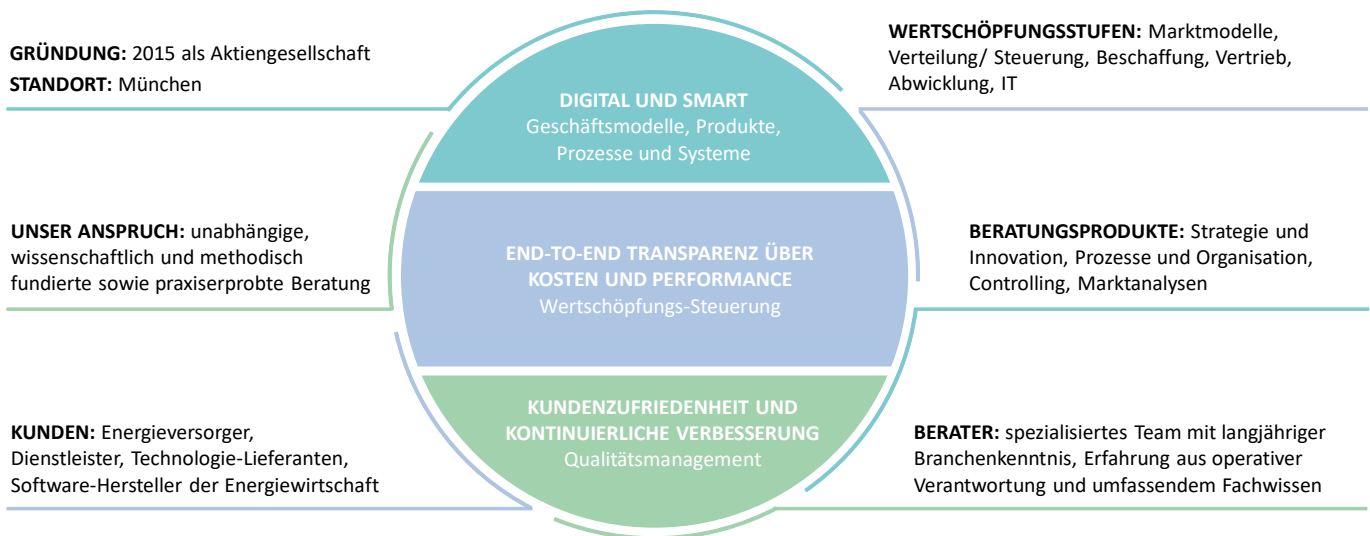 GRÜNDUNG: 2015 als Aktiengesellschaft
STANDORT: München
UNSER ANSPRUCH: unabhängige,
wissenschaftlich und methodisch
fundierte sowie praxiserprobte Beratung
KUNDEN: Energieversorger,
Dienstleister, Technologie-Lieferanten,
Software-Hersteller der Energiewirtschaft
DIGITAL UND SMART
Geschäftsmodelle, Produkte,
Prozesse und Systeme
END-TO-END TRANSPARENZ ÜBER
KOSTEN UND PERFORMANCE
Wertschöpfungs-Steuerung
KUNDENZUFRIEDENHEIT UND
KONTINUIERLICHE VERBESSERUNG
Qualitätsmanagement
WERTSCHÖPFUNGSSTUFEN: Marktmodelle,
Verteilung/ Steuerung, Beschaffung, Vertrieb,
Abwicklung, IT
BERATUNGSPRODUKTE: Strategie und
Innovation, Prozesse und Organisation,
Controlling, Marktanalysen
BERATER: spezialisiertes Team mit langjähriger
Branchenkenntnis, Erfahrung aus operativer
Verantwortung und umfassendem Fachwissen